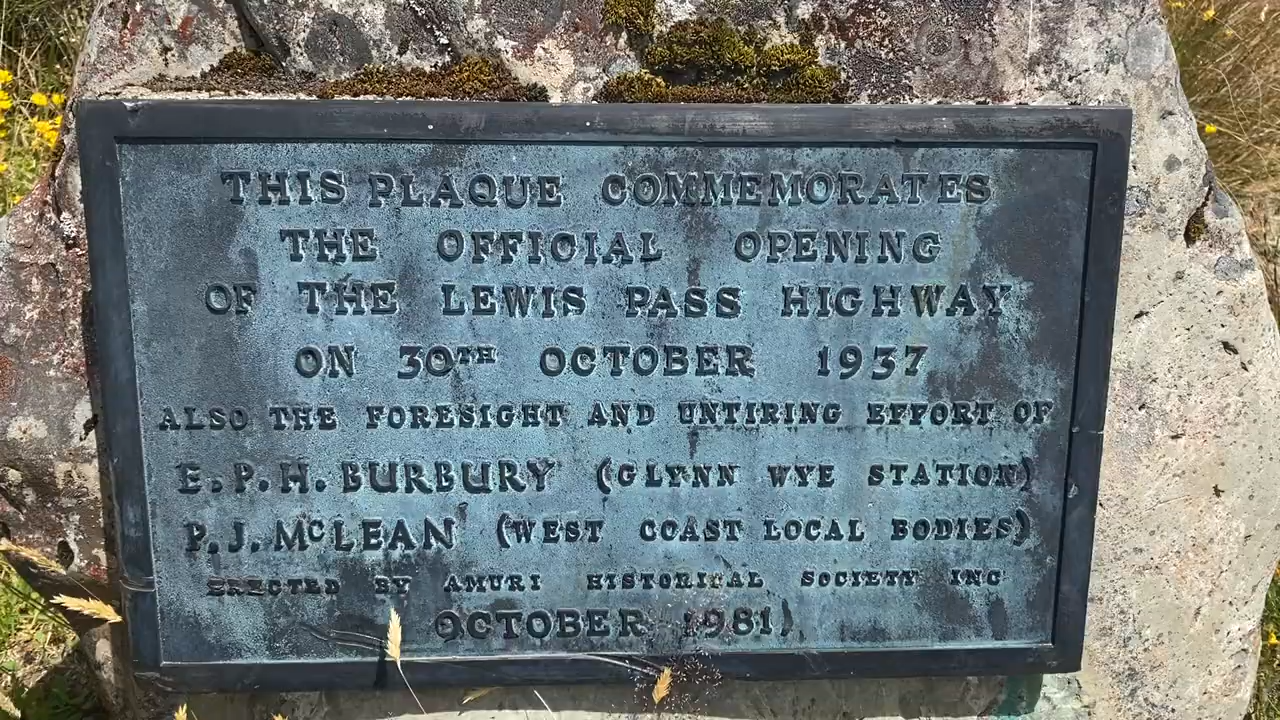 THIS PLAQUE COMMEMORATES
THE OFFICIAL OPENING
OF THE LEWIS PASS HIGHWAY
ON 30TH OCTOBER 1937
ALSO THE FORESIGHT AND UNTIRING EFFORT OF
E.P.H. BURBURY (GLYNN WYE STATION)
P.J. McLEAN (WEST COAST LOCAL BODIES)
ERECTED BY AMURI HISTORICAL SOCIETY INC
OCTOBER 1981)